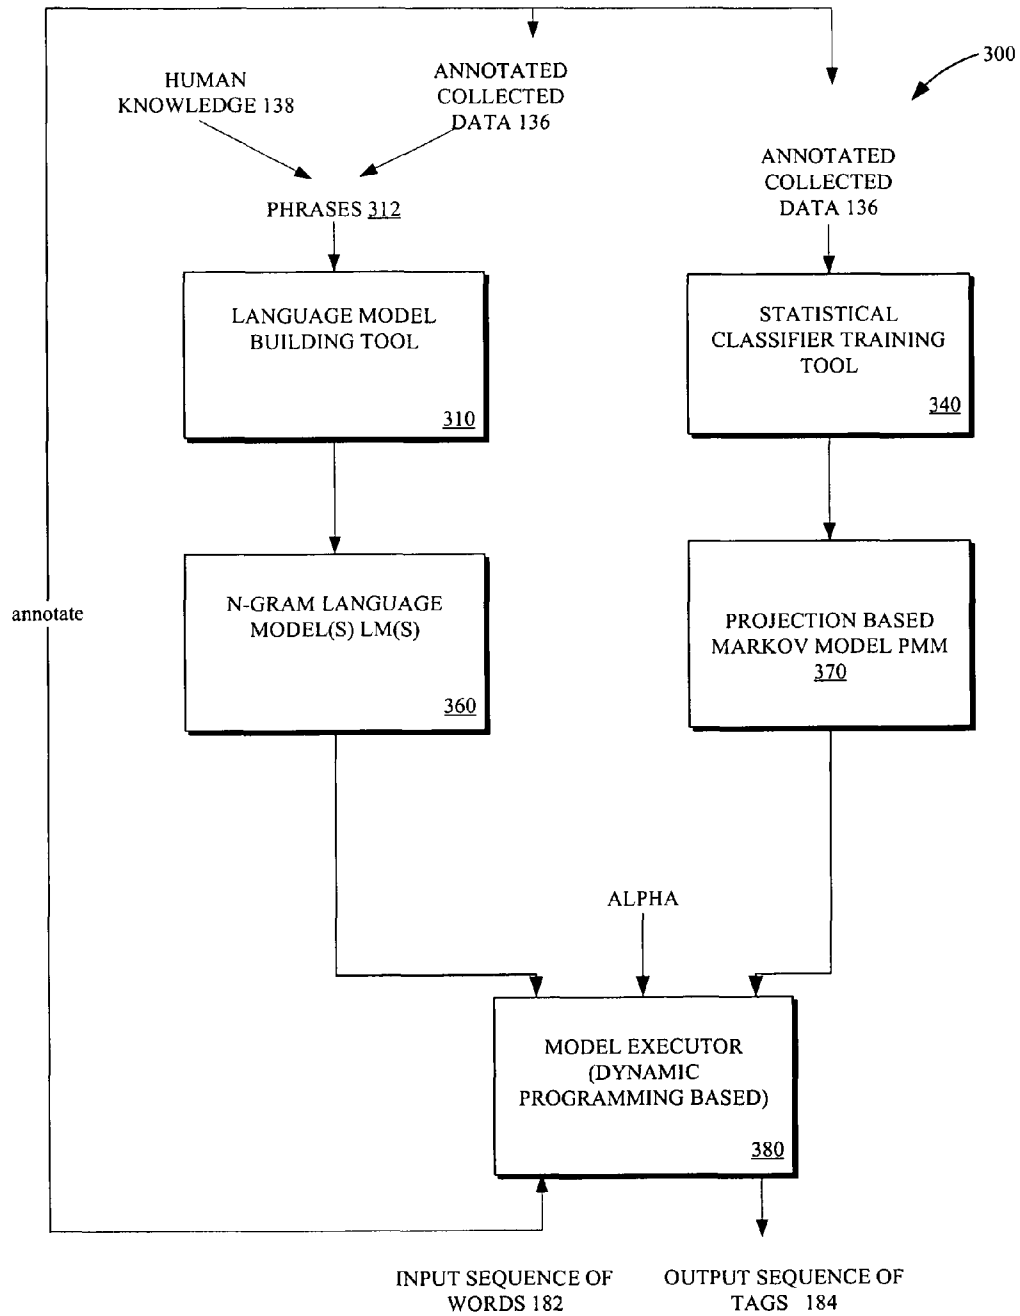 300
HUMAN
KNOWLEDGE 138
ANNOTATED
COLLECTED
DATA 136
ANNOTATED
COLLECTED
DATA 136
PHRASES 312
LANGUAGE MODEL
BUILDING TOOL
310
STATISTICAL
CLASSIFIER TRAINING
TOOL
340
annotate
N-GRAM LANGUAGE
MODEL(S) LM(S)
360
PROJECTION BASED
MARKOV MODEL PMM
370
ALPHA
MODEL EXECUTOR
(DYNAMIC
PROGRAMMING BASED)
380
INPUT SEQUENCE OF
WORDS 182
OUTPUT SEQUENCE OF
TAGS 184